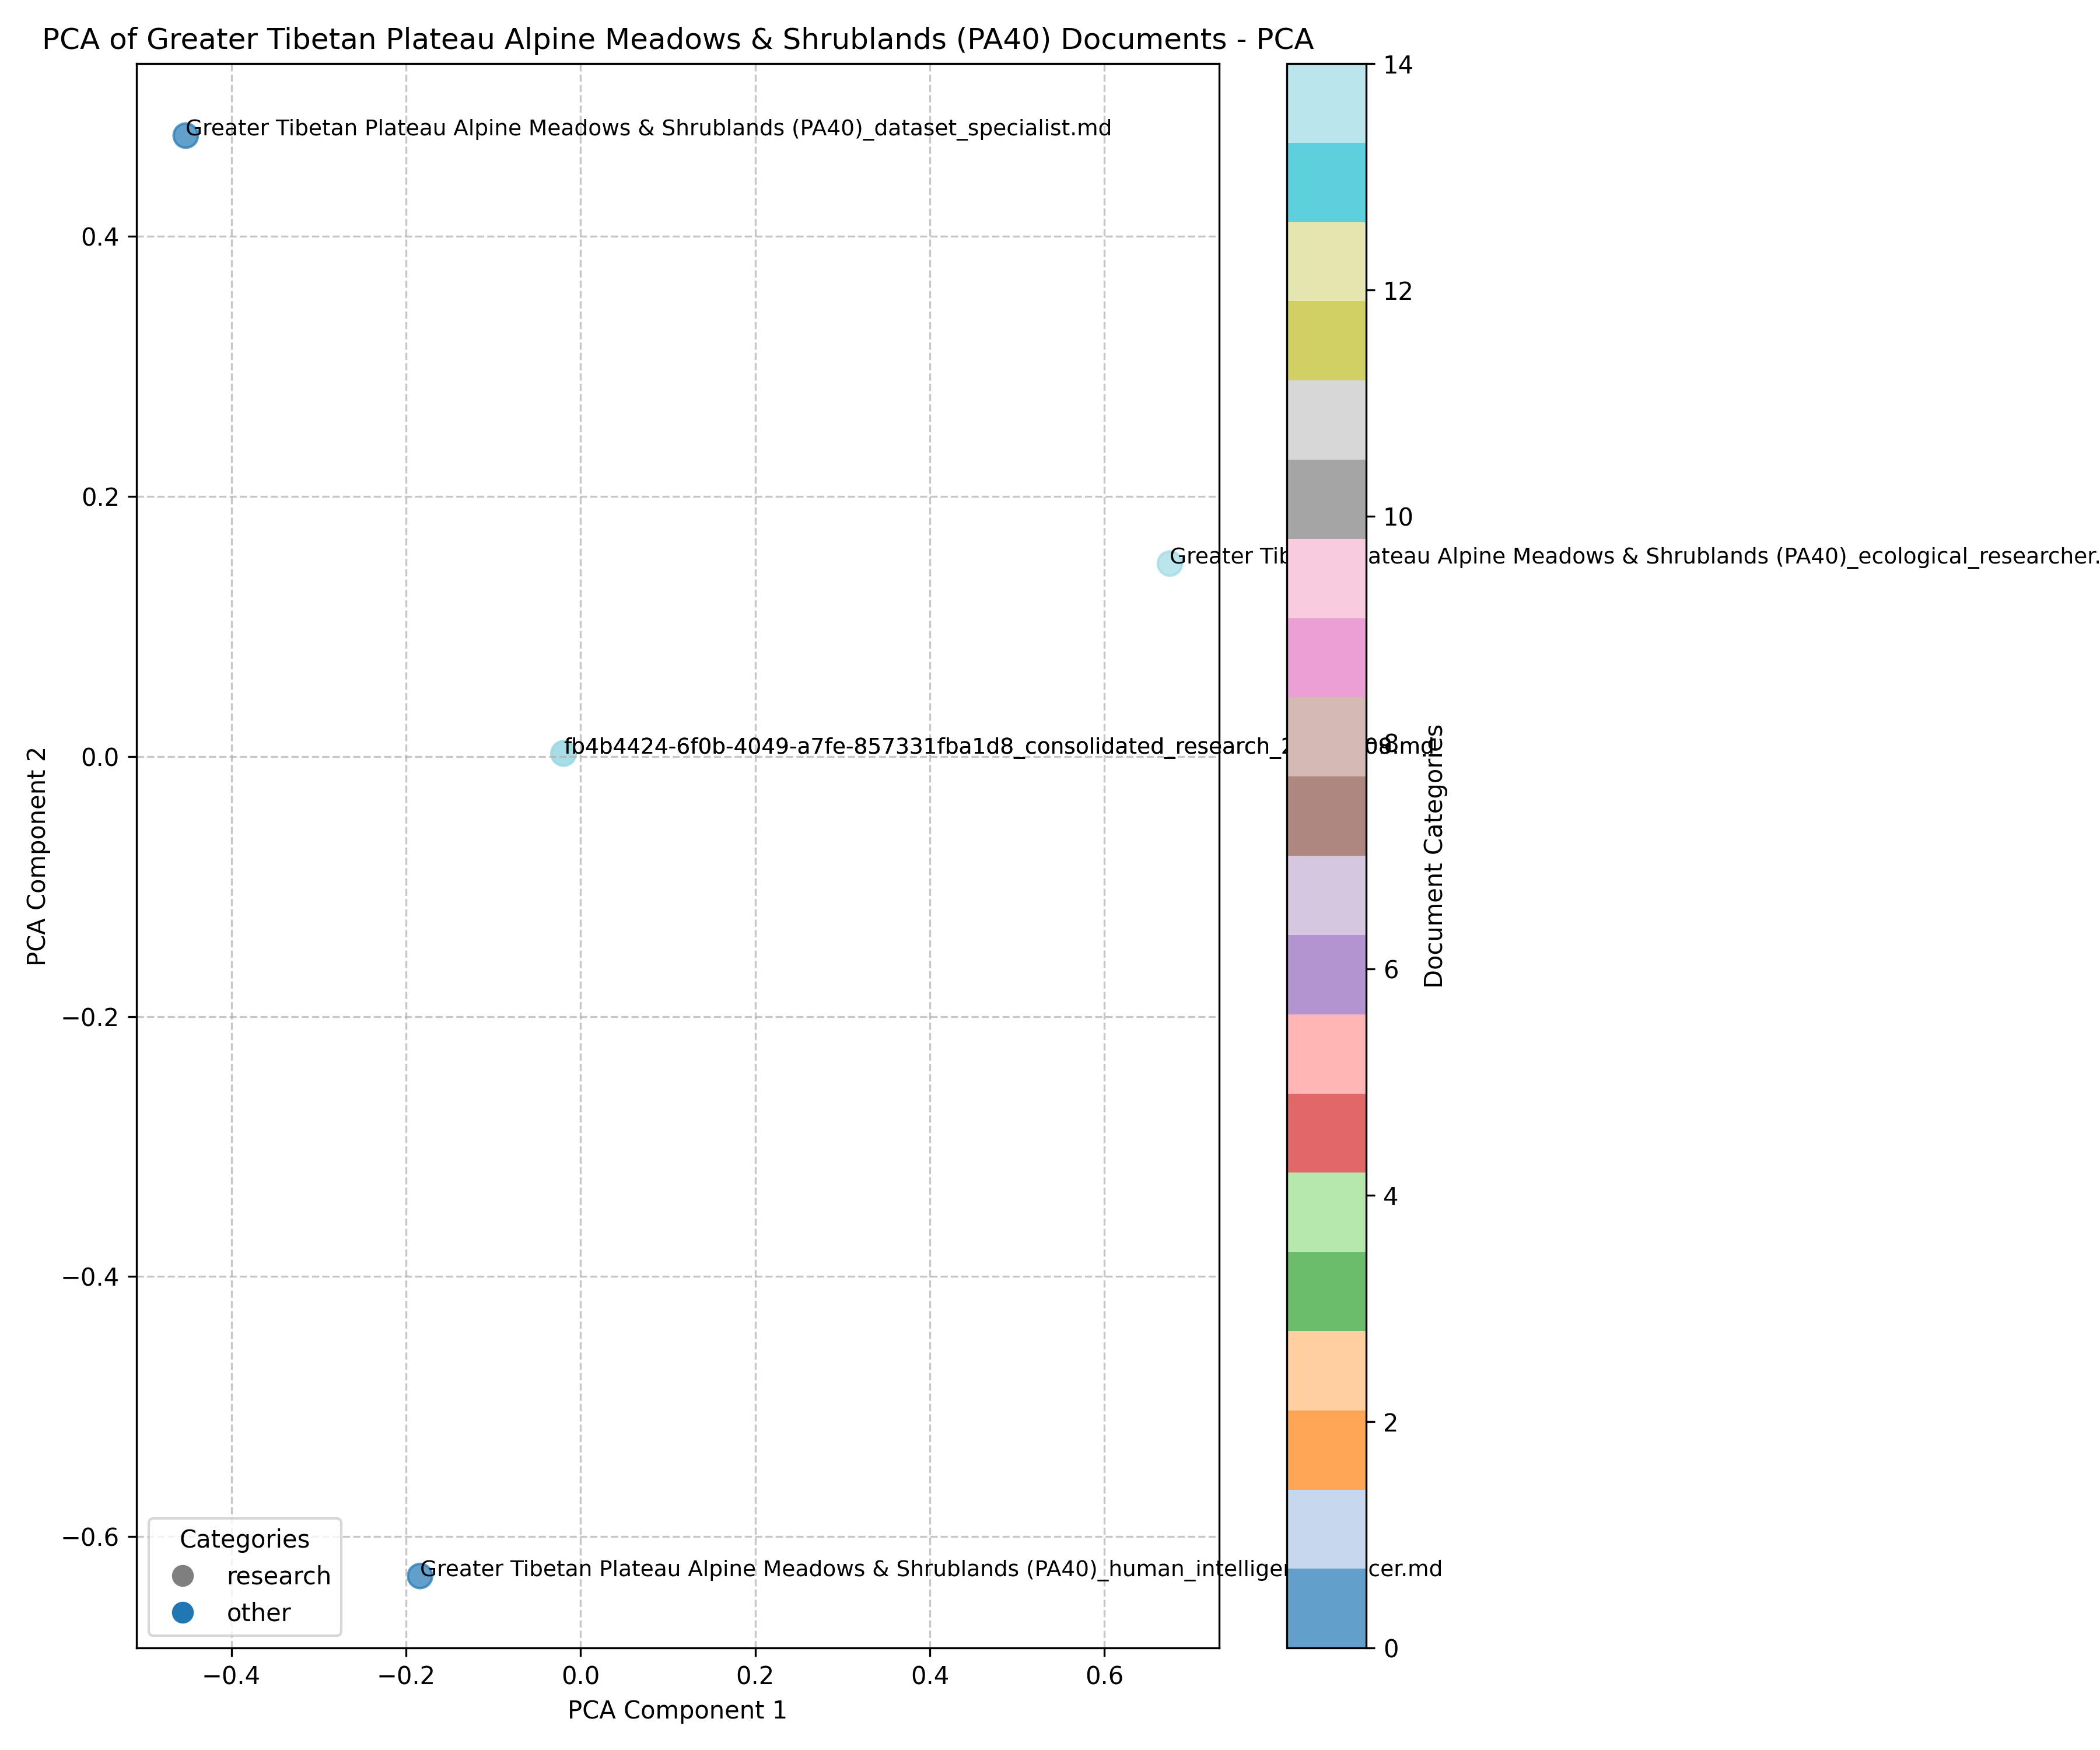 PCA of Greater Tibetan Plateau Alpine Meadows & Shrublands (PA40) Documents - PCA
Greater Tibetan Plateau Alpine Meadows & Shrublands (PA40)_dataset_specialist.md
Greater Tib ateau Alpine Meadows & Shrublands (PA40)_ecological_researcher.
fb4b4424-6f0b-4049-a7fe-857331fba1d8_consolidated_research_2 .md
Greater Tibetan Plateau Alpine Meadows & Shrublands (PA40)_human_intelligen cer.md
PCA Component 2
0.4
0.2
0.0
−0.2
−0.4
−0.6
Categories
research
other
−0.4
−0.2
0.0
0.2
0.4
0.6
PCA Component 1
14
12
10
8
6
4
2
0
Document Categories